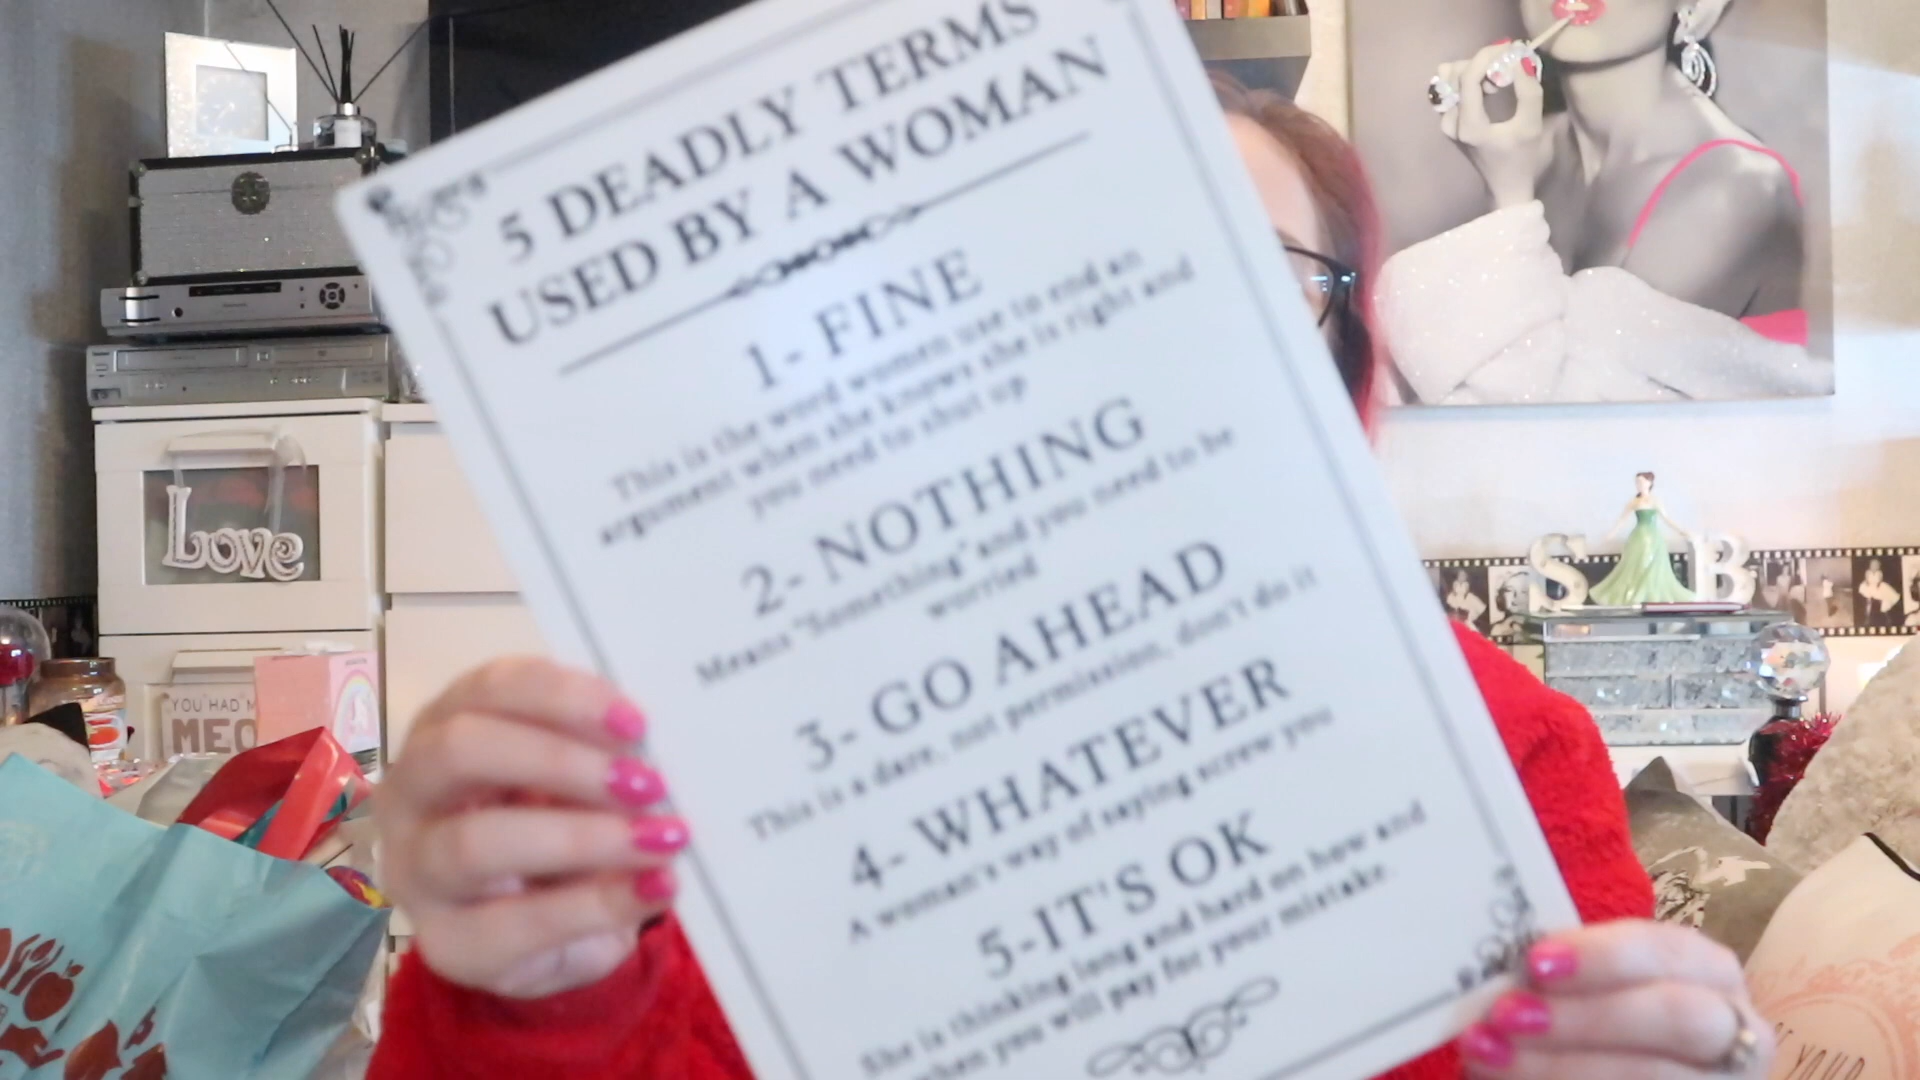 5 DEADLY TERMS
USED BY A WOMAN
1- FINE
This is the word women use to end an
argument when she knows she is right and
you need to shut up
2- NOTHING
Means "Something" and you need to be
worried
3- GO AHEAD
This is a dare, not permission, don't do it
4- WHATEVER
A woman's way of saying screw you
5-IT'S OK
She is thinking long and hard on how and
when you will pay for your mistake.
Love
YOU HAD M
MEO
S B
YOUR